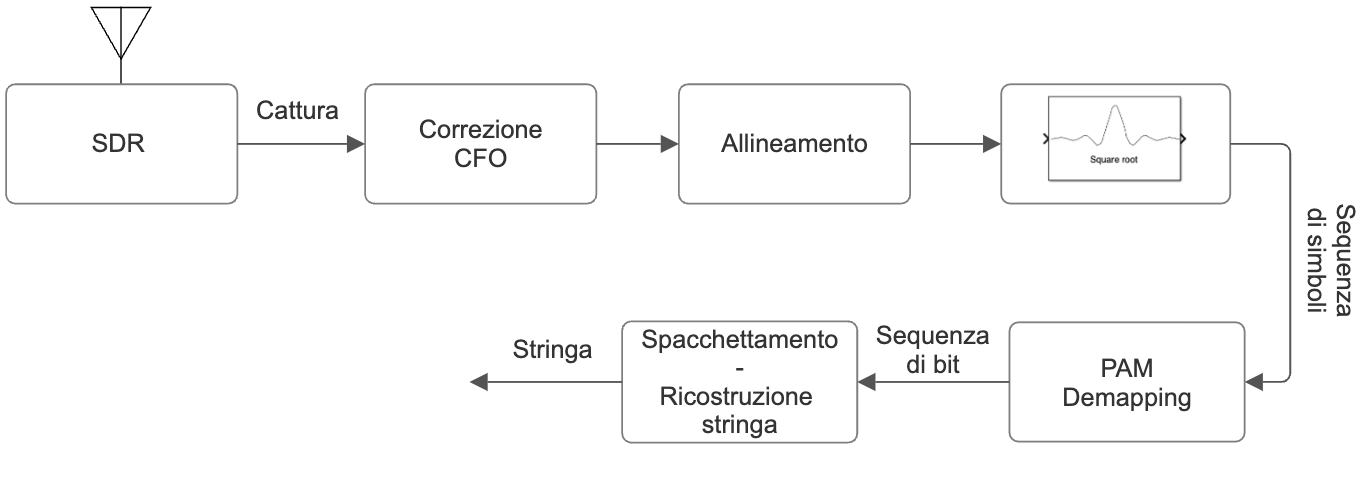 SDR
Cattura
Correzione
CFO
Allineamento
Square root
Sequenza
di simboli
PAM
Demapping
Sequenza
di bit
Spacchettamento
-
Ricostruzione
stringa
Stringa